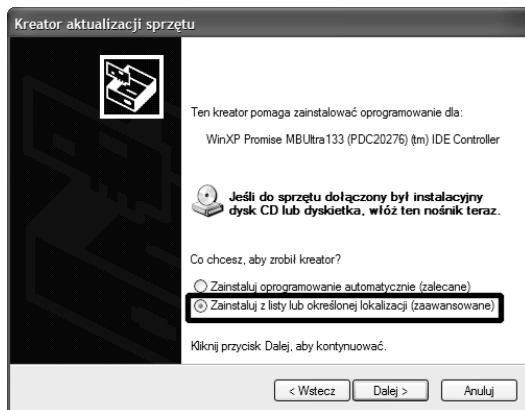 Kreator aktualizacji sprzętu
Ten kreator pomaga zainstalować oprogramowanie dla:
WinXP Promise MBUltra133 (PDC20276) (tm) IDE Controller
Jeśli do sprzętu dołączony był instalacyjny
dysk CD lub dyskietka, włóż ten nośnik teraz.
Co chcesz, aby zrobił kreator?
Zainstaluj oprogramowanie automatycznie (zalecane)
Zainstaluj z listy lub określonej lokalizacji (zaawansowane)
Kliknij przycisk Dalej, aby kontynuować.
< Wstecz Dalej > Anuluj